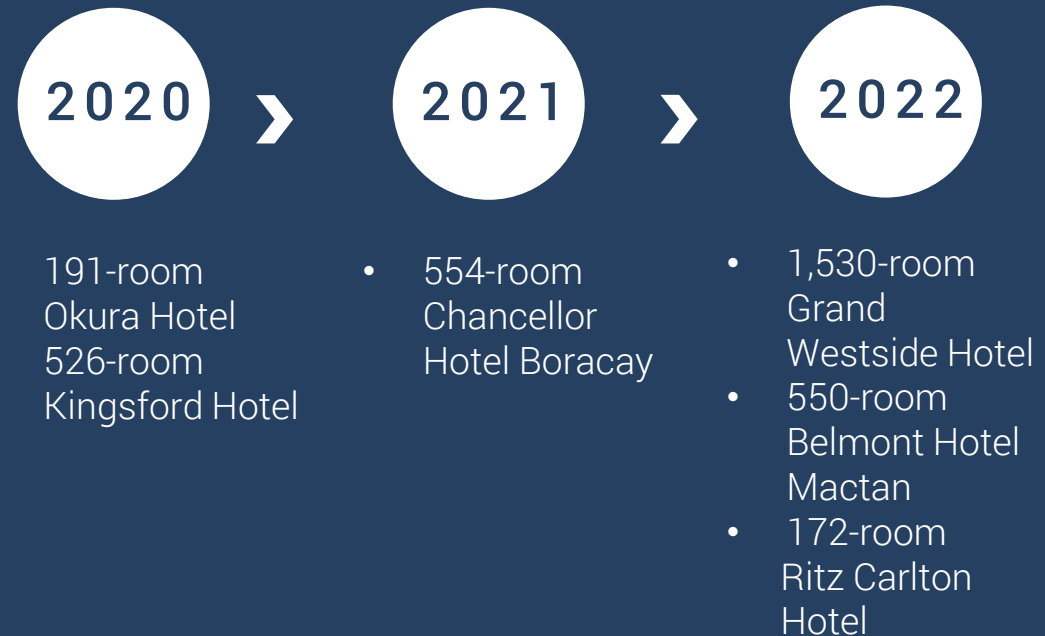 2020
2021
2022
191-room
Okura Hotel
526-room
Kingsford Hotel
• 554-room
Chancellor
Hotel Boracay
• 1,530-room
Grand
Westside Hotel
• 550-room
Belmont Hotel
Mactan
• 172-room
Ritz Carlton
Hotel